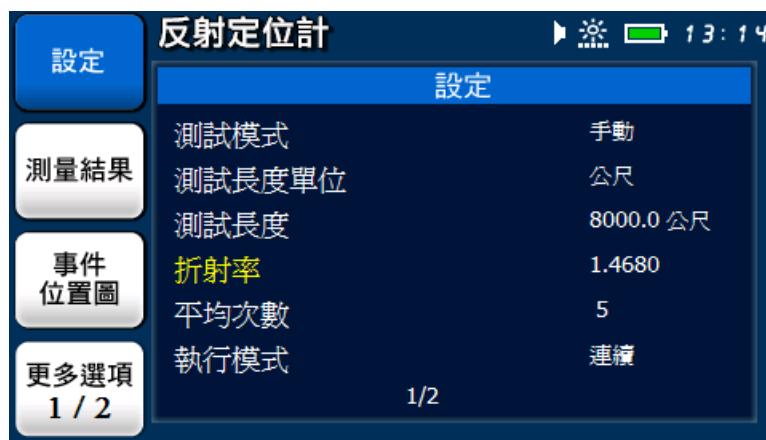 反射定位計 13:14
設定
測量結果
事件
位置圖
更多選項
1 / 2
設定
測試模式 手動
測試長度單位 公尺
測試長度 8000.0 公尺
折射率 1.4680
平均次數 5
執行模式 連續
1/2